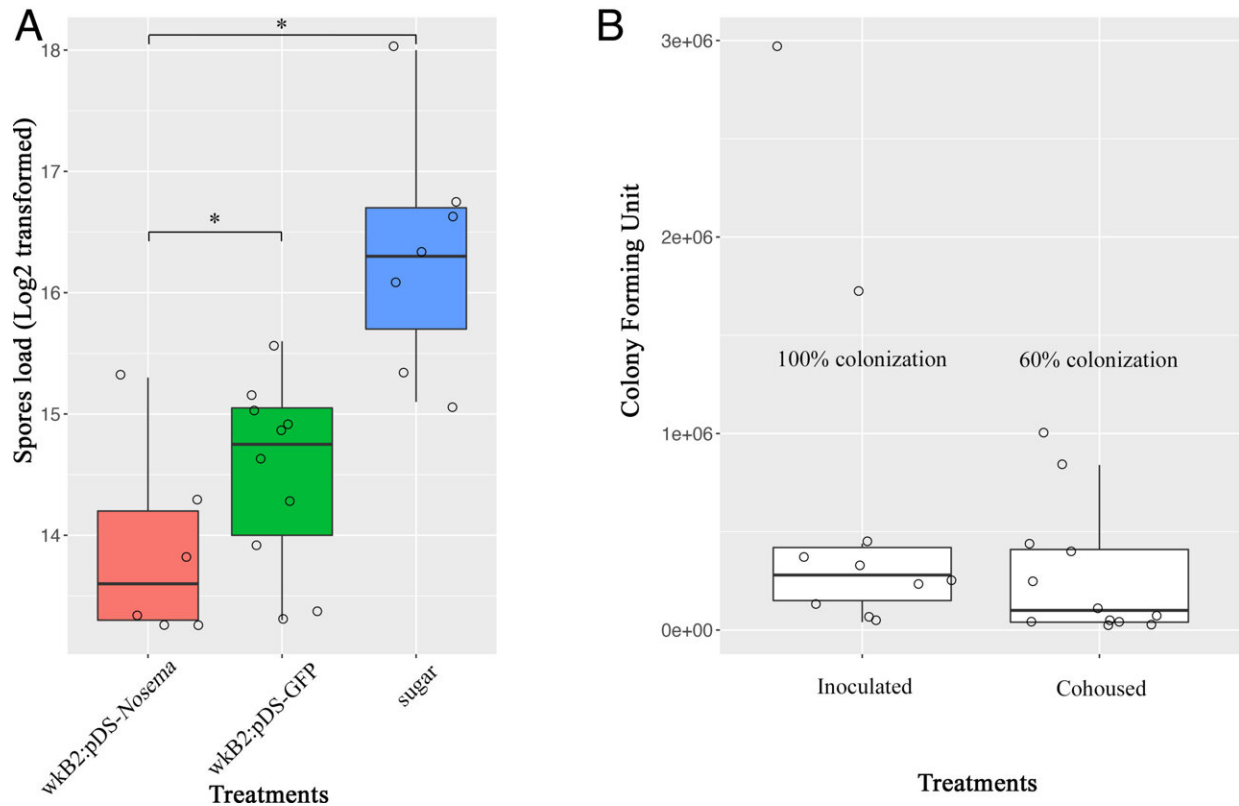 A
*
*
18
17
16
15
14
Spores load (Log2 transformed)
wkB2:pDS-Nosema
wkB2:pDS-GFP
sugar
Treatments
B
3e+06
2e+06
1e+06
0e+00
Colony Forming Unit
100% colonization
60% colonization
Inoculated
Cohoused
Treatments